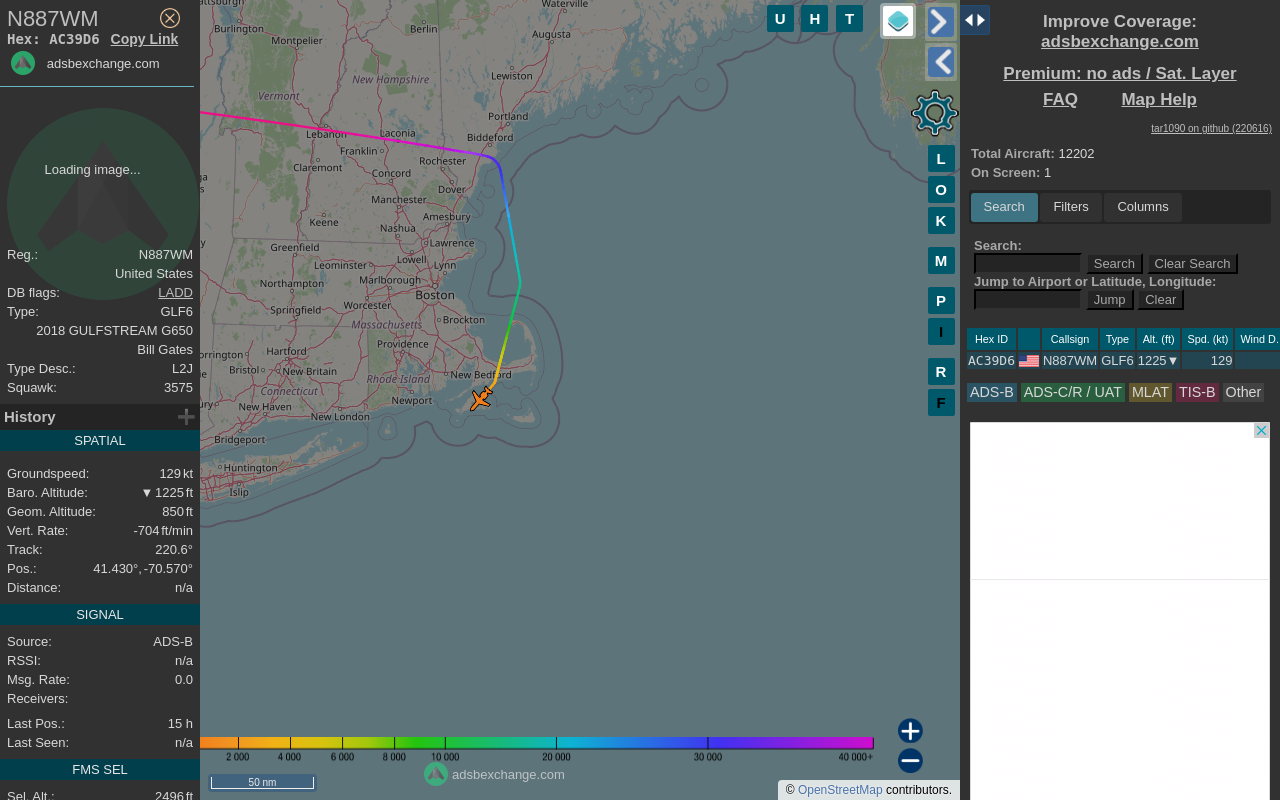 N887WM
Hex: AC39D6 Copy Link
adsbexchange.com
Loading image...
Reg.: N887WM
United States
DB flags: LADD
Type: GLF6
2018 GULFSTREAM G650
Bill Gates
Type Desc.: L2J
Squawk: 3575
History
SPATIAL
Groundspeed: 129 kt
Baro. Altitude: ▼ 1225 ft
Geom. Altitude: 850 ft
Vert. Rate: -704 ft/min
Track: 220.6°
Pos.: 41.430°, -70.570°
Distance: n/a
SIGNAL
Source: ADS-B
RSSI: n/a
Msg. Rate: 0.0
Receivers:
Last Pos.: 15 h
Last Seen: n/a
FMS SEL
Sel. Alt.: 2496 ft
U H T
L
O
K
M
P
I
R
F
Waterville
Burlington
Berlin
Montpelier
Augusta
Lewiston
New Hampshire
Vermont
Portland
Lebanon
Laconia
Biddeford
Franklin
Rochester
Claremont
Concord
Dover
Manchester
Amesbury
Keene
Nashua
Lawrence
Greenfield
Lowell
Lynn
Leominster
Northampton
Marlborough
Boston
Worcester
Springfield
Brockton
Massachusetts
Providence
Hartford
Torrington
Bristol
New Britain
New Bedford
Rhode Island
Connecticut
Newport
New Haven
New London
Bridgeport
Huntington
Islip
2 000 4 000 6 000 8 000 10 000 20 000 30 000 40 000+
50 nm
adsbexchange.com
© OpenStreetMap contributors.
Improve Coverage:
adsbexchange.com
Premium: no ads / Sat. Layer
FAQ Map Help
tar1090 on github (220616)
Total Aircraft: 12202
On Screen: 1
Search Filters Columns
Search:
Search Clear Search
Jump to Airport or Latitude, Longitude:
Jump Clear
Hex ID Callsign Type Alt. (ft) Spd. (kt) Wind D.
AC39D6 N887WM GLF6 1225▼ 129
ADS-B ADS-C/R / UAT MLAT TIS-B Other